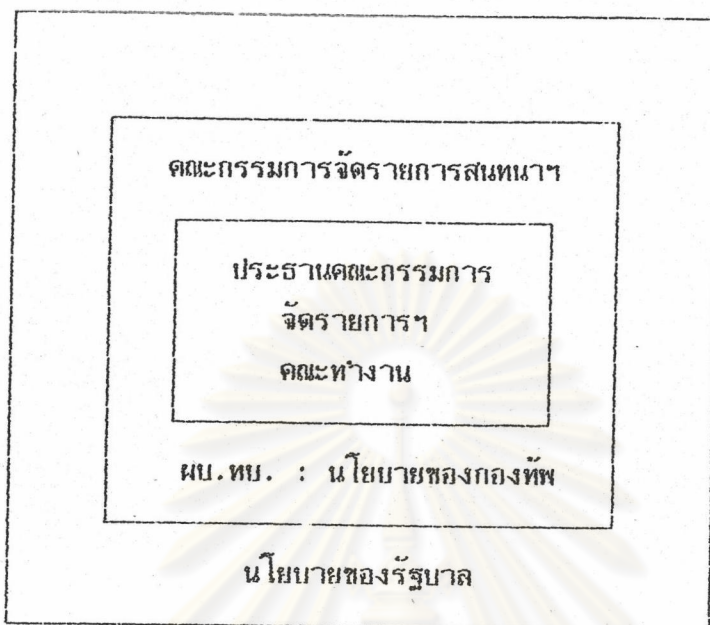 คณะกรรมการจัดรายการสนทนาฯ
ประธานคณะกรรมการ
จัดรายการฯ
คณะทำงาน
ผบ.ทบ. : นโยบายของกองทัพ
นโยบายของรัฐบาล